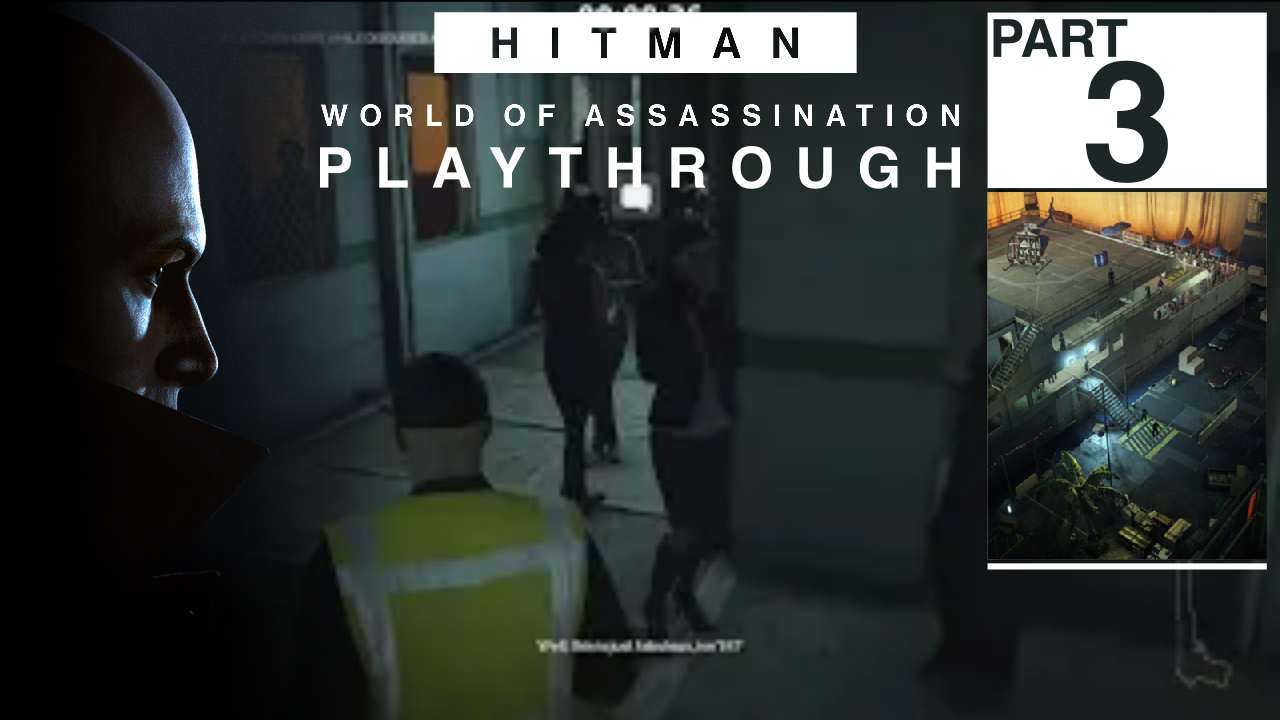 HITMAN
WORLD OF ASSASSINATION
PLAYTHROUGH
PART
3